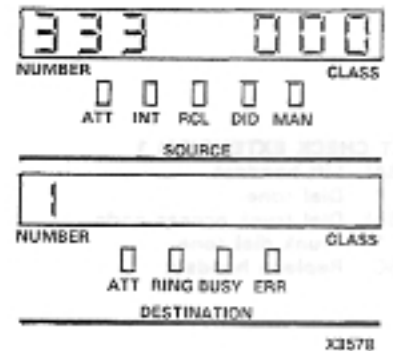 333 000
NUMBER CLASS
ATT INT RCL DID MAN
SOURCE
1
NUMBER CLASS
ATT RING BUSY ERR
DESTINATION
X3578